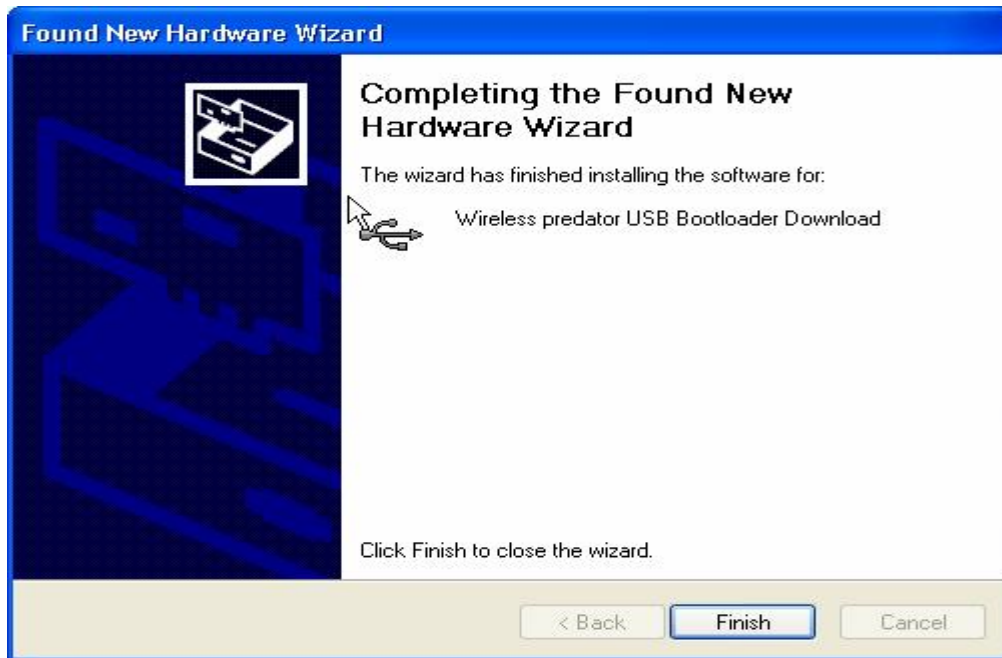 Found New Hardware Wizard
Completing the Found New
Hardware Wizard
The wizard has finished installing the software for:
Wireless predator USB Bootloader Download
Click Finish to close the wizard.
< Back
Finish
Cancel